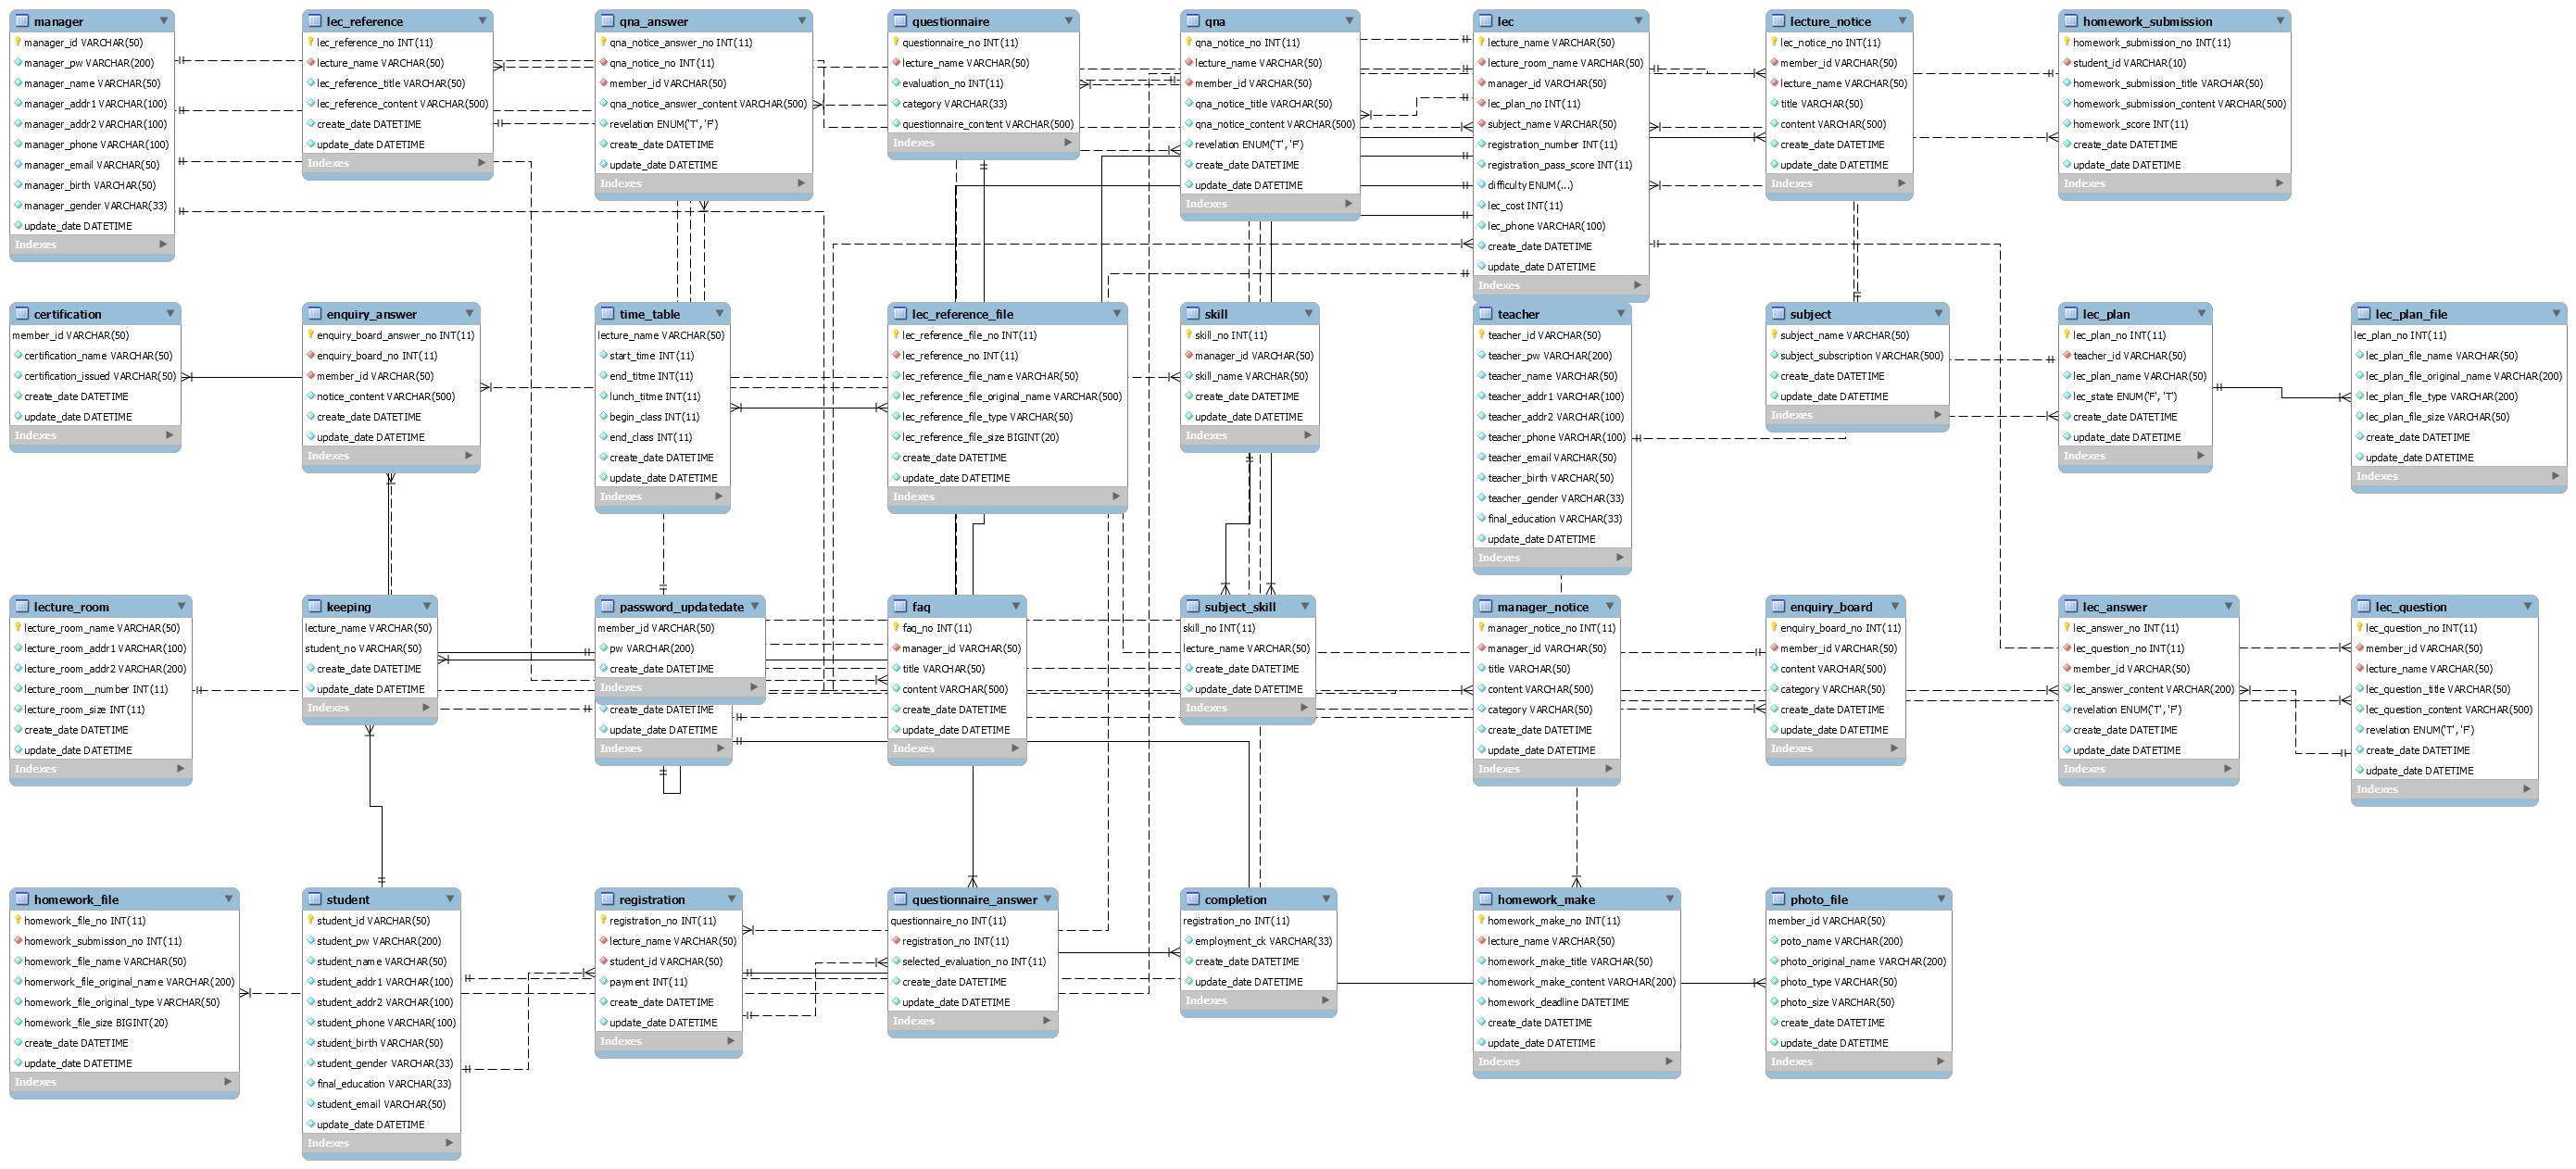 manager
manager_id VARCHAR(50)
manager_pw VARCHAR(200)
manager_name VARCHAR(50)
manager_addr1 VARCHAR(100)
manager_addr2 VARCHAR(100)
manager_phone VARCHAR(100)
manager_email VARCHAR(50)
manager_birth VARCHAR(50)
manager_gender VARCHAR(33)
update_date DATETIME
Indexes
lec_reference
lec_reference_no INT(11)
lecture_name VARCHAR(50)
lec_reference_title VARCHAR(50)
lec_reference_content VARCHAR(500)
create_date DATETIME
update_date DATETIME
Indexes
qna_answer
qna_notice_answer_no INT(11)
qna_notice_no INT(11)
member_id VARCHAR(50)
qna_notice_answer_content VARCHAR(500)
revelation ENUM('T','F')
create_date DATETIME
update_date DATETIME
Indexes
questionnaire
questionnaire_no INT(11)
lecture_name VARCHAR(50)
evaluation_no INT(11)
category VARCHAR(33)
questionnaire_content VARCHAR(500)
Indexes
qna
qna_notice_no INT(11)
lecture_name VARCHAR(50)
member_id VARCHAR(50)
qna_notice_title VARCHAR(50)
qna_notice_content VARCHAR(500)
revelation ENUM('T','F')
create_date DATETIME
update_date DATETIME
Indexes
lec
lecture_name VARCHAR(50)
lecture_room_name VARCHAR(50)
manager_id VARCHAR(50)
lec_plan_no INT(11)
subject_name VARCHAR(50)
registration_number INT(11)
registration_pass_score INT(11)
difficulty ENUM(...)
lec_cost INT(11)
lec_phone VARCHAR(100)
create_date DATETIME
update_date DATETIME
Indexes
lecture_notice
lec_notice_no INT(11)
member_id VARCHAR(50)
lecture_name VARCHAR(50)
title VARCHAR(50)
content VARCHAR(500)
create_date DATETIME
update_date DATETIME
Indexes
homework_submission
homework_submission_no INT(11)
student_id VARCHAR(10)
homework_submission_title VARCHAR(50)
homework_submission_content VARCHAR(500)
homework_score INT(11)
create_date DATETIME
update_date DATETIME
Indexes
certification
member_id VARCHAR(50)
certification_name VARCHAR(50)
certification_issued VARCHAR(50)
create_date DATETIME
update_date DATETIME
Indexes
enquiry_answer
enquiry_board_answer_no INT(11)
enquiry_board_no INT(11)
member_id VARCHAR(50)
notice_content VARCHAR(500)
create_date DATETIME
update_date DATETIME
Indexes
time_table
lecture_name VARCHAR(50)
start_time INT(11)
end_titme INT(11)
lunch_titme INT(11)
begin_class INT(11)
end_class INT(11)
create_date DATETIME
update_date DATETIME
Indexes
lec_reference_file
lec_reference_file_no INT(11)
lec_reference_no INT(11)
lec_reference_file_name VARCHAR(50)
lec_reference_file_original_name VARCHAR(500)
lec_reference_file_type VARCHAR(50)
lec_reference_file_size BIGINT(20)
create_date DATETIME
update_date DATETIME
Indexes
skill
skill_no INT(11)
manager_id VARCHAR(50)
skill_name VARCHAR(50)
create_date DATETIME
update_date DATETIME
Indexes
teacher
teacher_id VARCHAR(50)
teacher_pw VARCHAR(200)
teacher_name VARCHAR(50)
teacher_addr1 VARCHAR(100)
teacher_addr2 VARCHAR(100)
teacher_phone VARCHAR(100)
teacher_email VARCHAR(50)
teacher_birth VARCHAR(50)
teacher_gender VARCHAR(33)
final_education VARCHAR(33)
update_date DATETIME
Indexes
subject
subject_name VARCHAR(50)
subject_subscription VARCHAR(500)
create_date DATETIME
update_date DATETIME
Indexes
lec_plan
lec_plan_no INT(11)
teacher_id VARCHAR(50)
lec_plan_name VARCHAR(50)
lec_state ENUM('F','T')
create_date DATETIME
update_date DATETIME
Indexes
lec_plan_file
lec_plan_no INT(11)
lec_plan_file_name VARCHAR(50)
lec_plan_file_original_name VARCHAR(200)
lec_plan_file_type VARCHAR(200)
lec_plan_file_size VARCHAR(50)
create_date DATETIME
update_date DATETIME
Indexes
lecture_room
lecture_room_name VARCHAR(50)
lecture_room_addr1 VARCHAR(100)
lecture_room_addr2 VARCHAR(200)
lecture_room__number INT(11)
lecture_room_size INT(11)
create_date DATETIME
update_date DATETIME
Indexes
keeping
lecture_name VARCHAR(50)
student_no VARCHAR(50)
create_date DATETIME
update_date DATETIME
Indexes
password_updatedate
member_id VARCHAR(50)
pw VARCHAR(200)
create_date DATETIME
Indexes
create_date DATETIME
update_date DATETIME
Indexes
faq
faq_no INT(11)
manager_id VARCHAR(50)
title VARCHAR(50)
content VARCHAR(500)
create_date DATETIME
update_date DATETIME
Indexes
subject_skill
skill_no INT(11)
lecture_name VARCHAR(50)
create_date DATETIME
update_date DATETIME
Indexes
manager_notice
manager_notice_no INT(11)
manager_id VARCHAR(50)
title VARCHAR(50)
content VARCHAR(500)
category VARCHAR(50)
create_date DATETIME
update_date DATETIME
Indexes
enquiry_board
enquiry_board_no INT(11)
member_id VARCHAR(50)
content VARCHAR(500)
category VARCHAR(50)
create_date DATETIME
update_date DATETIME
Indexes
lec_answer
lec_answer_no INT(11)
lec_question_no INT(11)
member_id VARCHAR(50)
lec_answer_content VARCHAR(200)
revelation ENUM('T','F')
create_date DATETIME
update_date DATETIME
Indexes
lec_question
lec_question_no INT(11)
member_id VARCHAR(50)
lecture_name VARCHAR(50)
lec_question_title VARCHAR(50)
lec_question_content VARCHAR(500)
revelation ENUM('T','F')
create_date DATETIME
udpate_date DATETIME
Indexes
homework_file
homework_file_no INT(11)
homework_submission_no INT(11)
homework_file_name VARCHAR(50)
homerwork_file_original_name VARCHAR(200)
homework_file_original_type VARCHAR(50)
homework_file_size BIGINT(20)
create_date DATETIME
update_date DATETIME
Indexes
student
student_id VARCHAR(50)
student_pw VARCHAR(200)
student_name VARCHAR(50)
student_addr1 VARCHAR(100)
student_addr2 VARCHAR(100)
student_phone VARCHAR(100)
student_birth VARCHAR(50)
student_gender VARCHAR(33)
final_education VARCHAR(33)
student_email VARCHAR(50)
update_date DATETIME
Indexes
registration
registration_no INT(11)
lecture_name VARCHAR(50)
student_id VARCHAR(50)
payment INT(11)
create_date DATETIME
update_date DATETIME
Indexes
questionnaire_answer
questionnaire_no INT(11)
registration_no INT(11)
selected_evaluation_no INT(11)
create_date DATETIME
update_date DATETIME
Indexes
completion
registration_no INT(11)
employment_ck VARCHAR(33)
create_date DATETIME
update_date DATETIME
Indexes
homework_make
homework_make_no INT(11)
lecture_name VARCHAR(50)
homework_make_title VARCHAR(50)
homework_make_content VARCHAR(200)
homework_deadline DATETIME
create_date DATETIME
update_date DATETIME
Indexes
photo_file
member_id VARCHAR(50)
poto_name VARCHAR(200)
photo_original_name VARCHAR(200)
photo_type VARCHAR(50)
photo_size VARCHAR(50)
create_date DATETIME
update_date DATETIME
Indexes